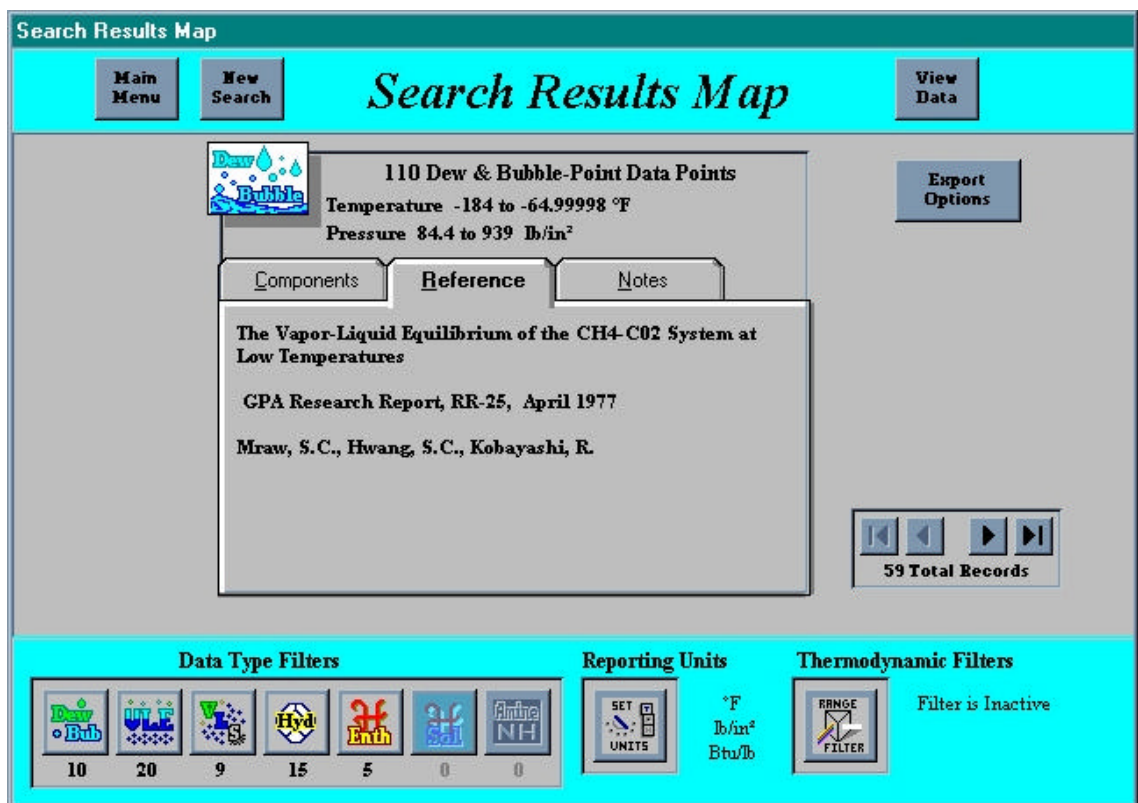 Search Results Map
Main
Menu
New
Search
Search Results Map
View
Data
Dew
Bubble
110 Dew & Bubble-Point Data Points
Temperature -184 to -64.99998 °F
Pressure 84.4 to 939 lb/in²
Export
Options
Components
Reference
Notes
The Vapor-Liquid Equilibrium of the CH4-C02 System at
Low Temperatures
GPA Research Report, RR-25, April 1977
Mraw, S.C., Hwang, S.C., Kobayashi, R.
59 Total Records
Data Type Filters
Reporting Units
Thermodynamic Filters
Dew
Bub
VLE
VLS
Hyd
H
Enth
H
Sol
Amine
NH
SET
UNITS
°F
lb/in²
Btu/lb
RANGE
FILTER
Filter is Inactive
10 20 9 15 5 0 0